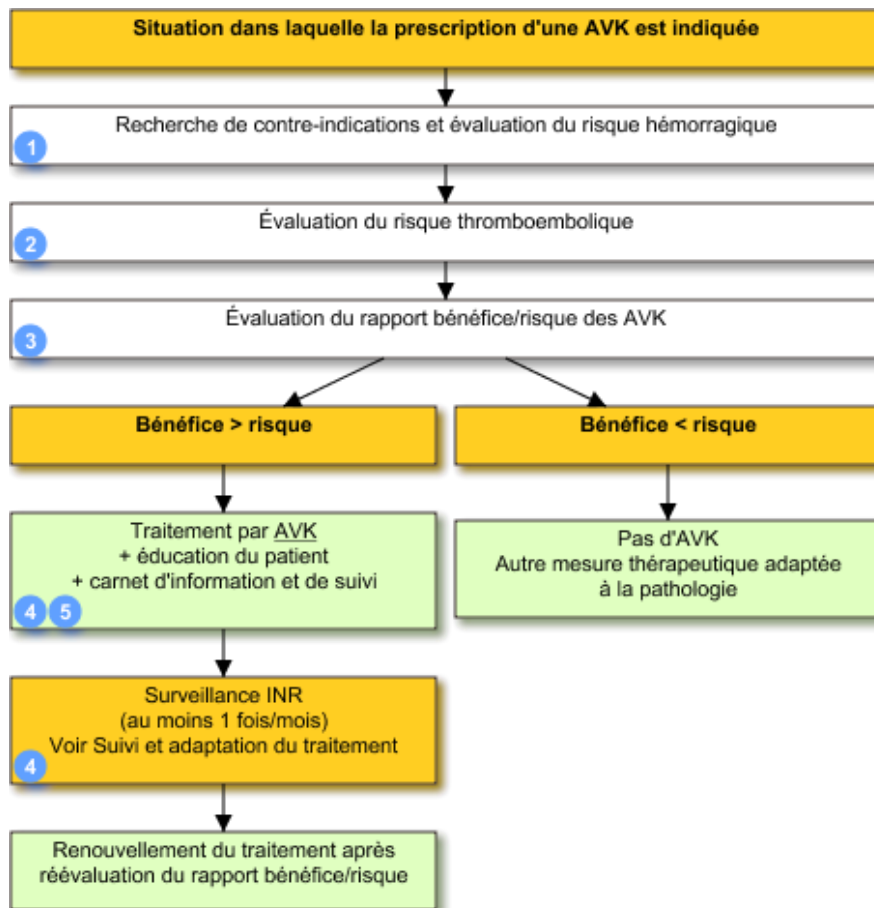 Situation dans laquelle la prescription d'une AVK est indiquée
Recherche de contre-indications et évaluation du risque hémorragique
1
Évaluation du risque thromboembolique
2
Évaluation du rapport bénéfice/risque des AVK
3
Bénéfice > risque
Bénéfice < risque
Traitement par AVK
+ éducation du patient
+ carnet d'information et de suivi
4 5
Pas d'AVK
Autre mesure thérapeutique adaptée
à la pathologie
Surveillance INR
(au moins 1 fois/mois)
Voir Suivi et adaptation du traitement
4
Renouvellement du traitement après
réévaluation du rapport bénéfice/risque